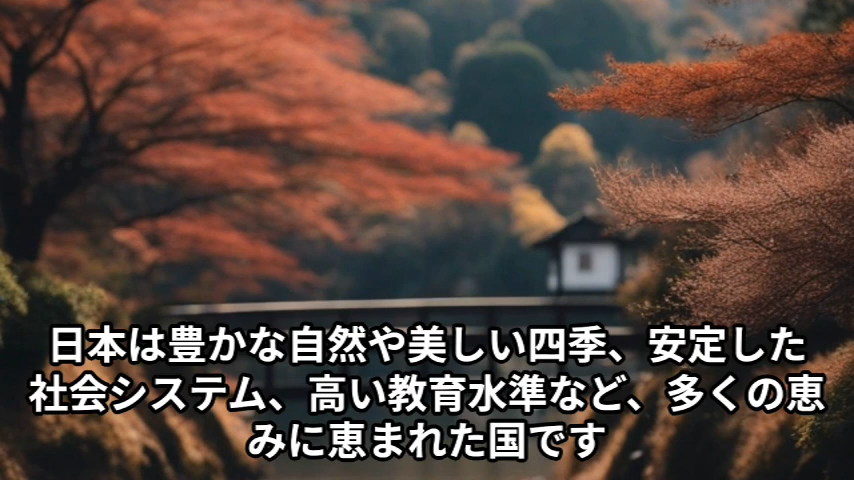 日本は豊かな自然や美しい四季、安定した
社会システム、高い教育水準など、多くの恵
みに恵まれた国です